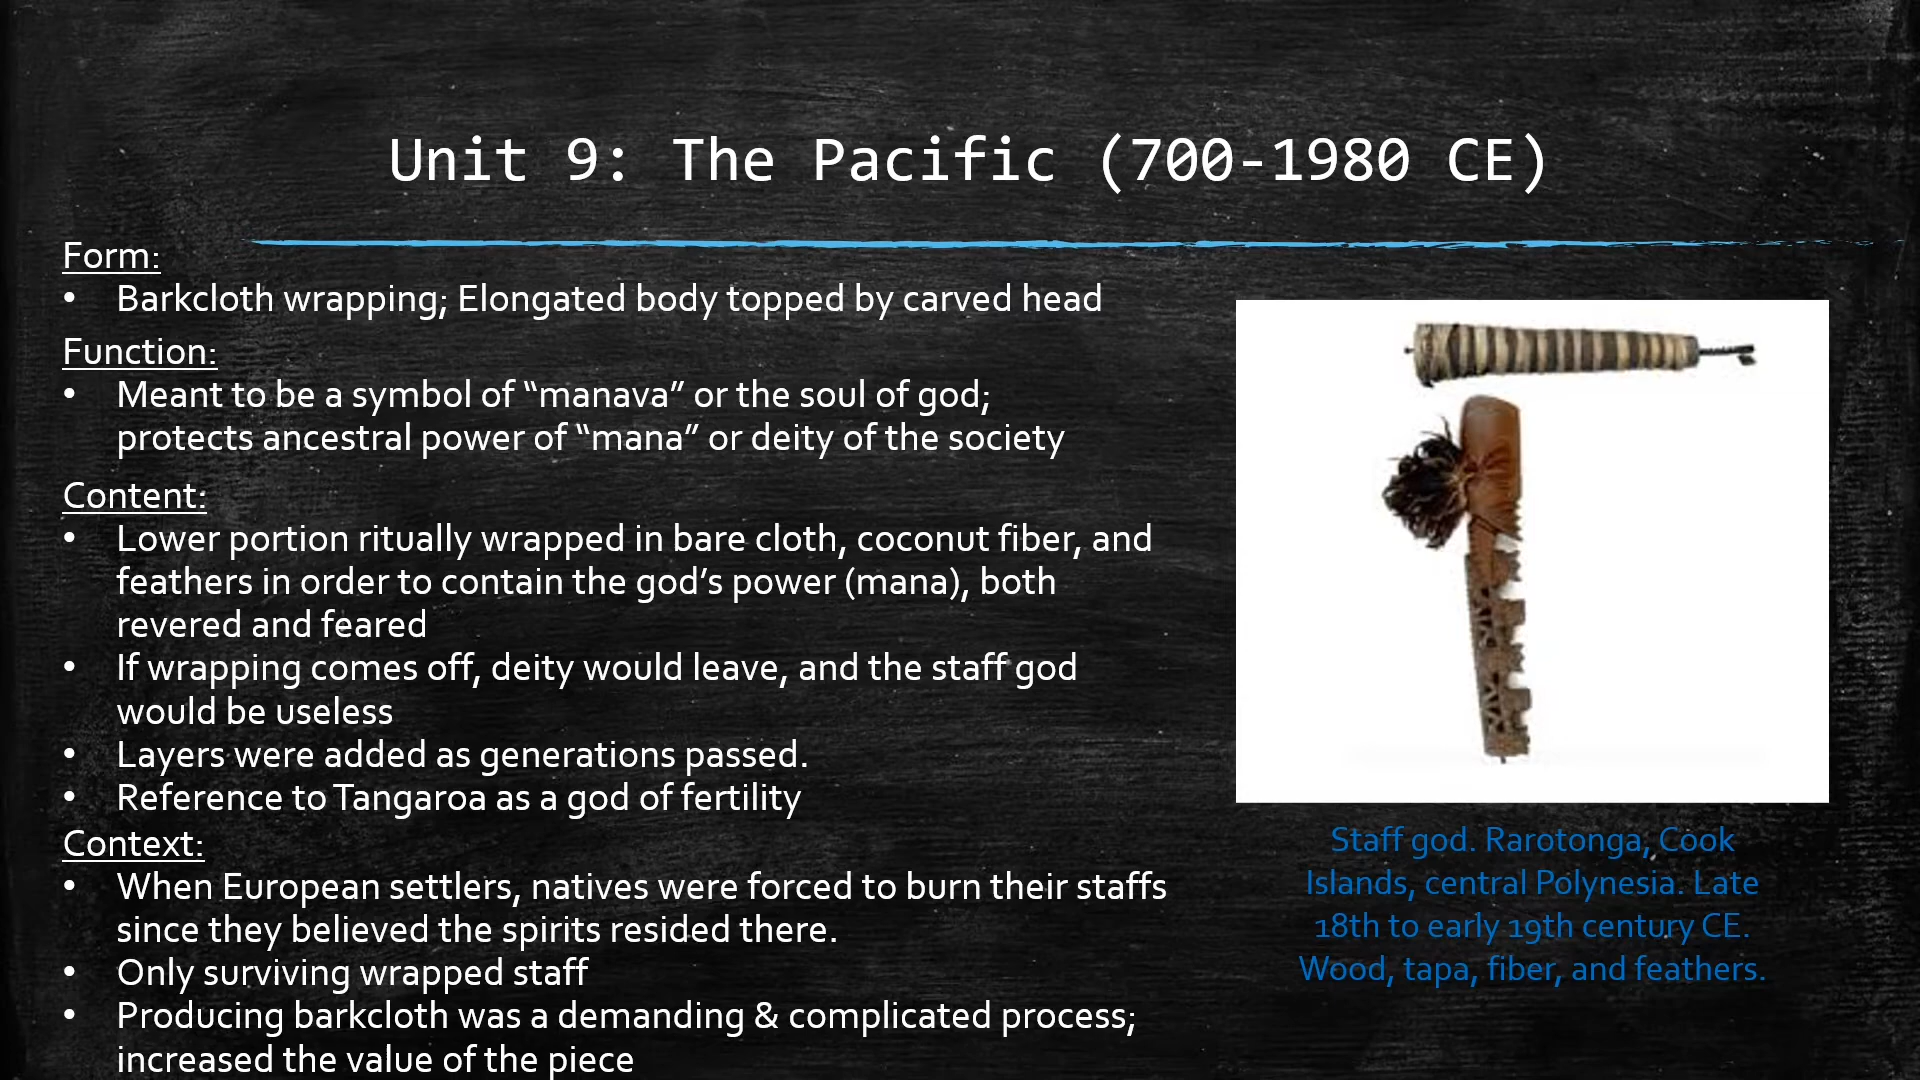 Unit 9: The Pacific (700-1980 CE)
Form:
• Barkcloth wrapping; Elongated body topped by carved head
Function:
• Meant to be a symbol of “manava” or the soul of god;
protects ancestral power of “mana” or deity of the society
Content:
• Lower portion ritually wrapped in bare cloth, coconut fiber, and
feathers in order to contain the god’s power (mana), both
revered and feared
• If wrapping comes off, deity would leave, and the staff god
would be useless
• Layers were added as generations passed.
• Reference to Tangaroa as a god of fertility
Context:
• When European settlers, natives were forced to burn their staffs
since they believed the spirits resided there.
• Only surviving wrapped staff
• Producing barkcloth was a demanding & complicated process;
increased the value of the piece
Staff god. Rarotonga, Cook
Islands, central Polynesia. Late
18th to early 19th century CE.
Wood, tapa, fiber, and feathers.